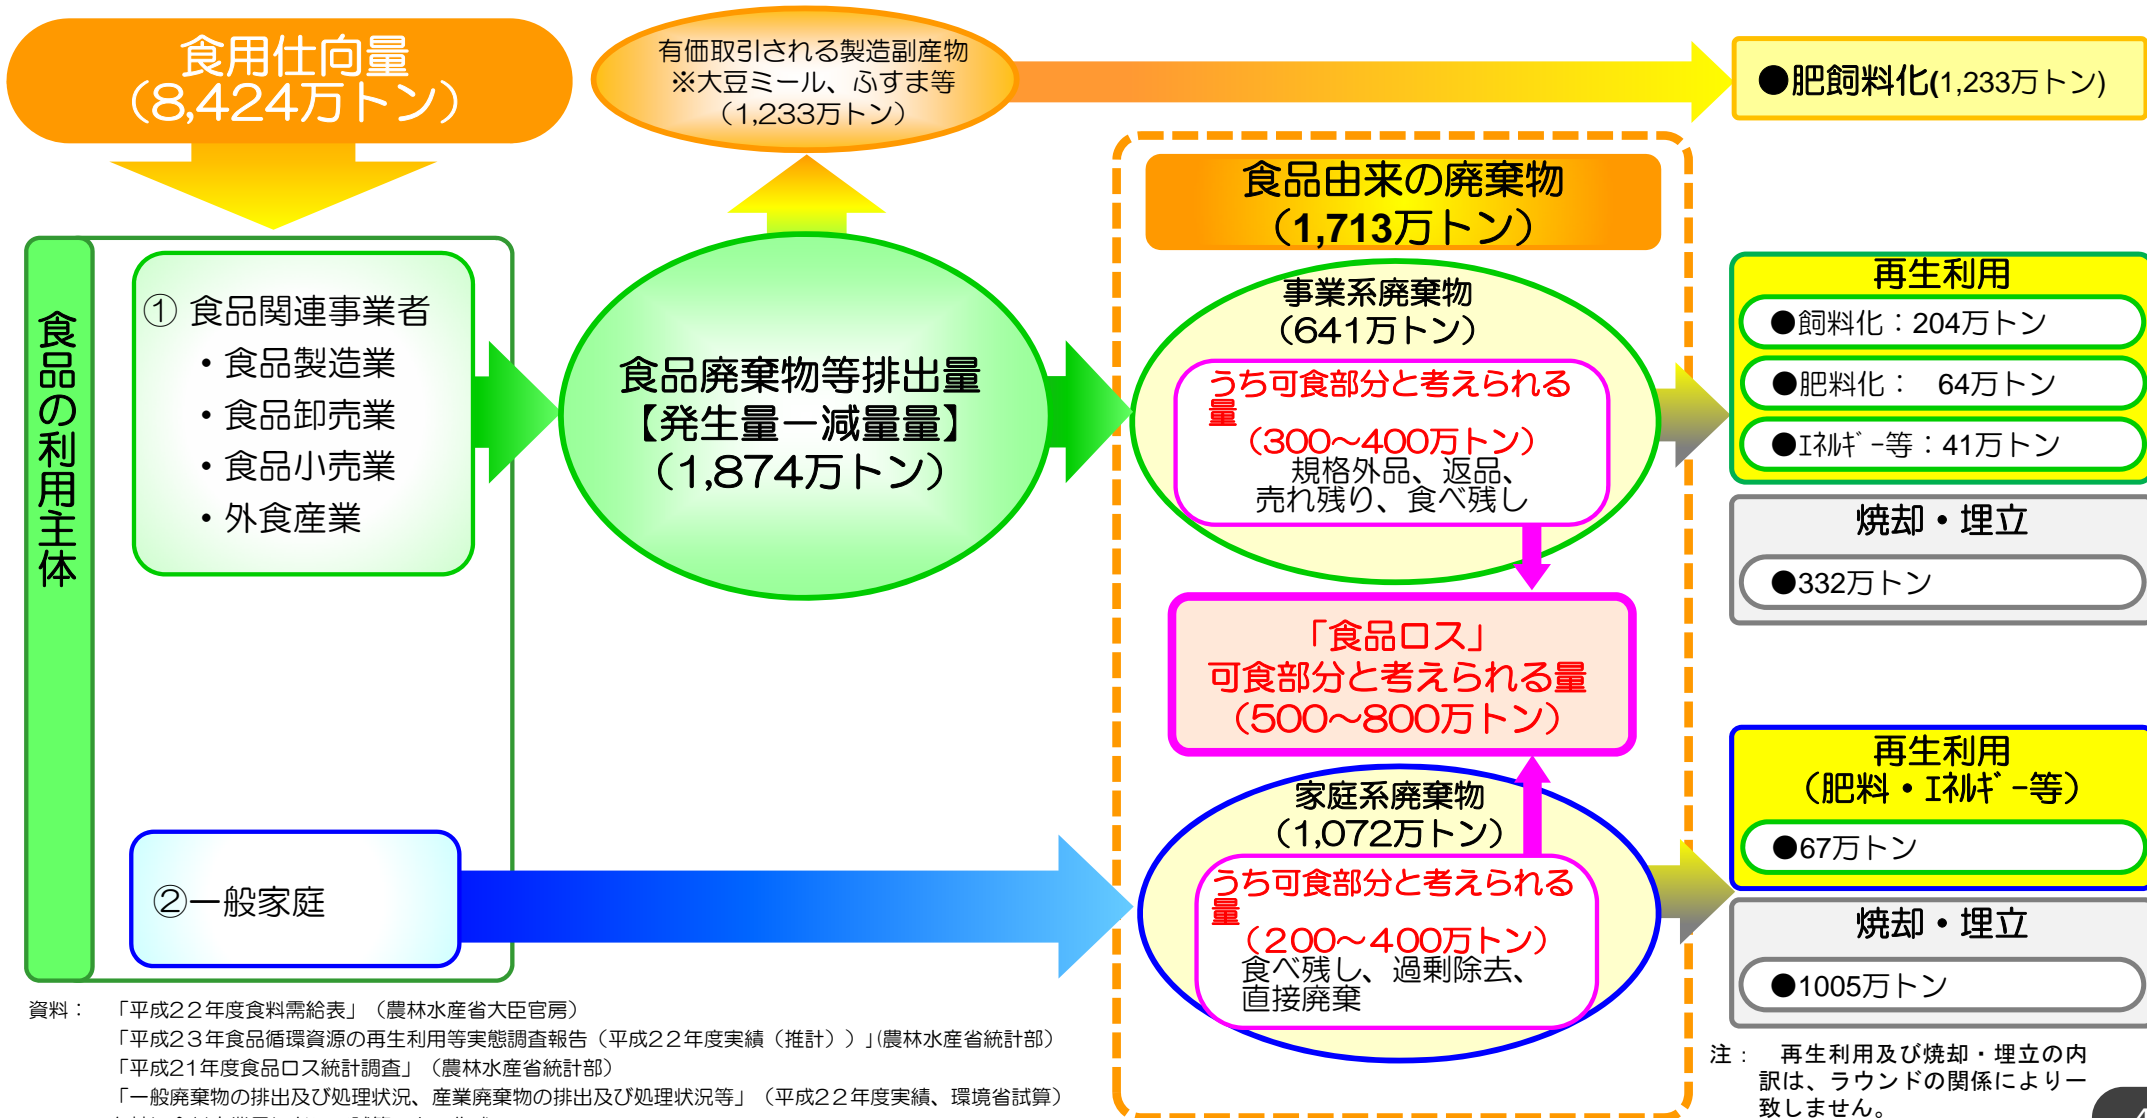 食用仕向量
（8,424万トン）
有価取引される製造副産物
※大豆ミール、ふすま等
（1,233万トン）
●肥飼料化(1,233万トン)
食品の利用主体
① 食品関連事業者
・食品製造業
・食品卸売業
・食品小売業
・外食産業
②一般家庭
食品廃棄物等排出量
【発生量ー減量量】
（1,874万トン）
食品由来の廃棄物
（1,713万トン）
事業系廃棄物
（641万トン）
うち可食部分と考えられる
量
（300～400万トン）
規格外品、返品、
売れ残り、食べ残し
「食品ロス」
可食部分と考えられる量
（500～800万トン）
家庭系廃棄物
（1,072万トン）
うち可食部分と考えられる
量
（200～400万トン）
食べ残し、過剰除去、
直接廃棄
再生利用
●飼料化：204万トン
●肥料化：　64万トン
●ｴﾈﾙｷﾞｰ等：41万トン
焼却・埋立
●332万トン
再生利用
（肥料・ｴﾈﾙｷﾞｰ等）
●67万トン
焼却・埋立
●1005万トン
資料：　「平成２２年度食料需給表」（農林水産省大臣官房）
「平成２３年食品循環資源の再生利用等実態調査報告（平成２２年度実績（推計））」(農林水産省統計部）
「平成21年度食品ロス統計調査」（農林水産省統計部）
「一般廃棄物の排出及び処理状況、産業廃棄物の排出及び処理状況等」（平成２２年度実績、環境省試算）
注：　再生利用及び焼却・埋立の内
訳は、ラウンドの関係により一
致しません。